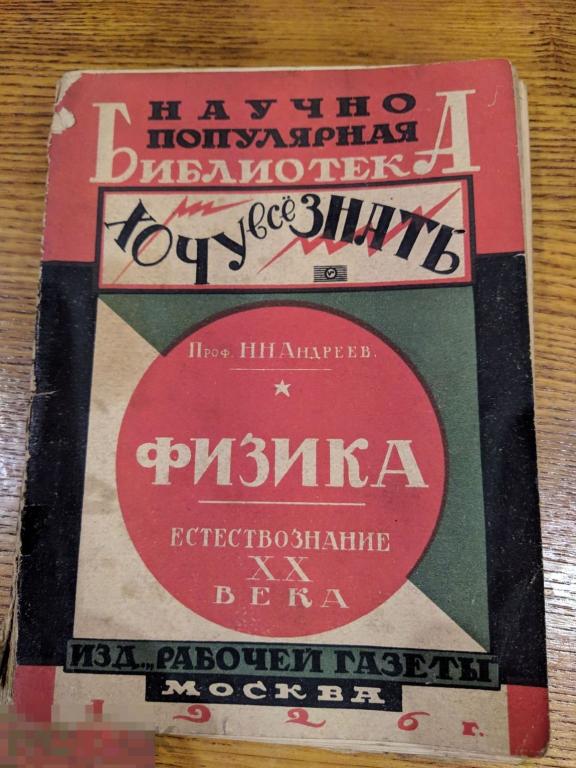 НАУЧНО
ПОПУЛЯРНАЯ
БИБЛИОТЕКА
ХОЧУ всё ЗНАТЬ
ПРОФ. Н Н АНДРЕЕВ.
ФИЗИКА
ЕСТЕСТВОЗНАНИЕ
XX
ВЕКА
ИЗД. „РАБОЧЕЙ ГАЗЕТЫ"
МОСКВА
1926 г.